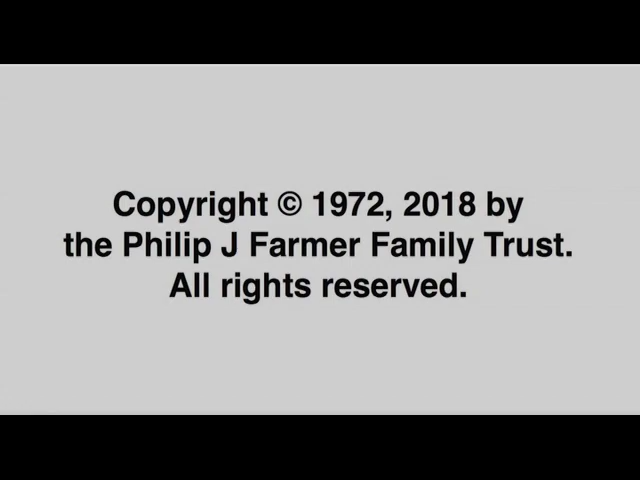 Copyright © 1972, 2018 by
the Philip J Farmer Family Trust.
All rights reserved.